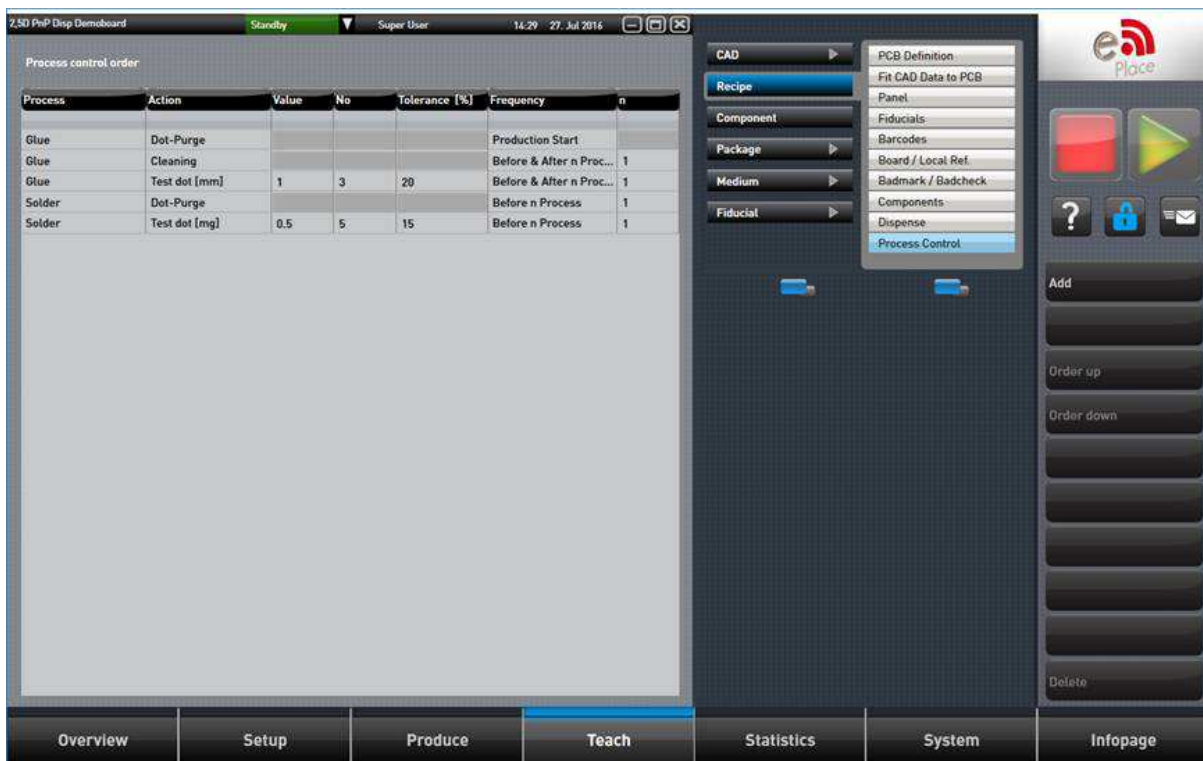 2,5D PnP Disp Demoboard Standby Super User 14:29 27. Jul 2016
Process control order
Process Action Value No Tolerance [%] Frequency n
Glue Dot-Purge Production Start
Glue Cleaning Before & After n Proc... 1
Glue Test dot [mm] 1 3 20 Before & After n Proc... 1
Solder Dot-Purge Before n Process 1
Solder Test dot [mg] 0.5 5 15 Before n Process 1
CAD
Recipe
Component
Package
Medium
Fiducial
PCB Definition
Fit CAD Data to PCB
Panel
Fiducials
Barcodes
Board / Local Ref.
Badmark / Badcheck
Components
Dispense
Process Control
e Place
?
Add
Order up
Order down
Delete
Overview Setup Produce Teach Statistics System Infopage